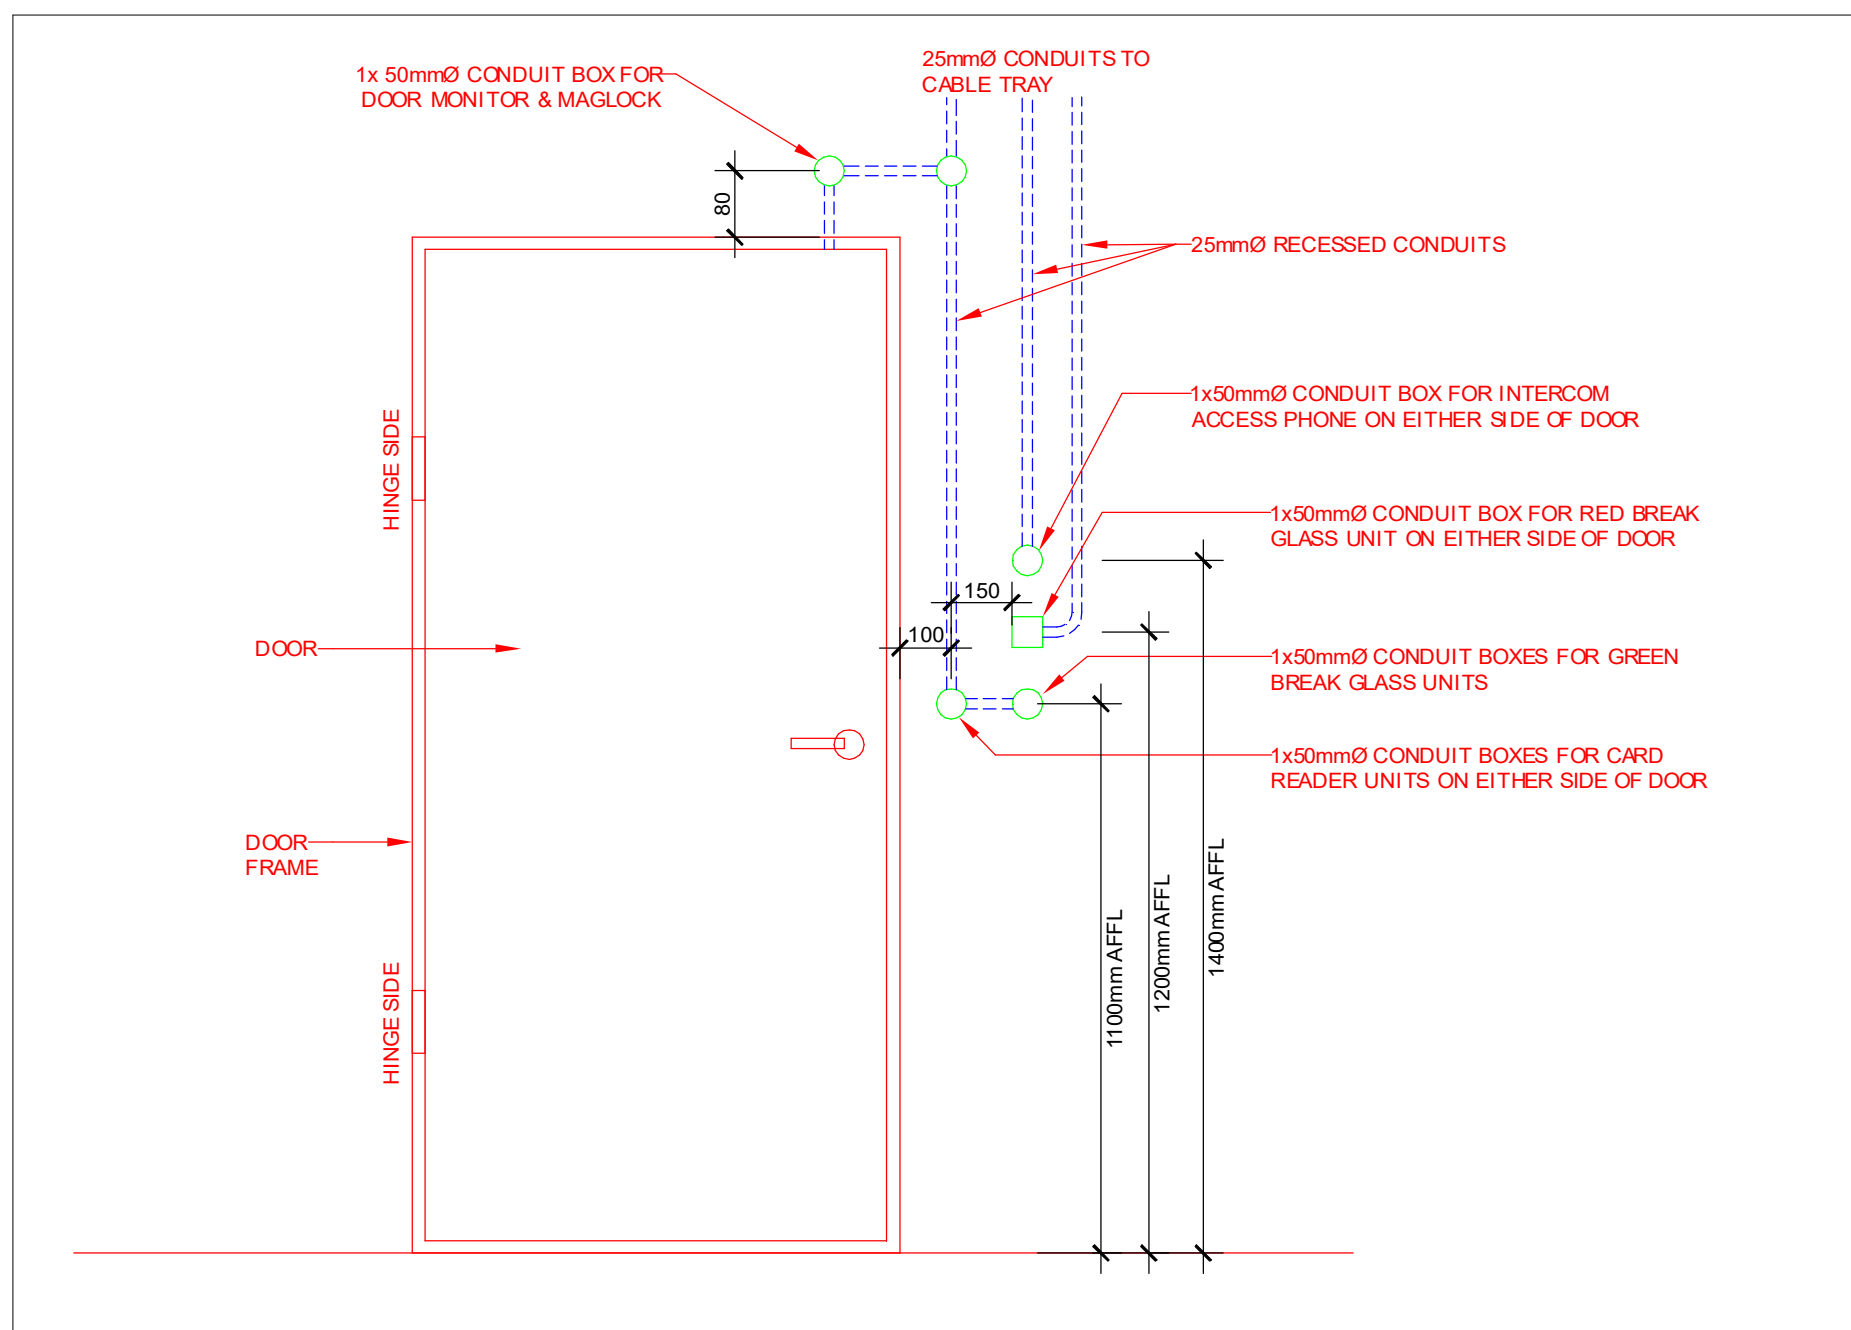 1x 50mmØ CONDUIT BOX FOR
DOOR MONITOR & MAGLOCK
25mmØ CONDUITS TO
CABLE TRAY
80
25mmØ RECESSED CONDUITS
1x50mmØ CONDUIT BOX FOR INTERCOM
ACCESS PHONE ON EITHER SIDE OF DOOR
HINGE SIDE
1x50mmØ CONDUIT BOX FOR RED BREAK
GLASS UNIT ON EITHER SIDE OF DOOR
150
100
DOOR
1x50mmØ CONDUIT BOXES FOR GREEN
BREAK GLASS UNITS
1x50mmØ CONDUIT BOXES FOR CARD
READER UNITS ON EITHER SIDE OF DOOR
DOOR
FRAME
HINGE SIDE
1100mm AFFL
1200mm AFFL
1400mm AFFL